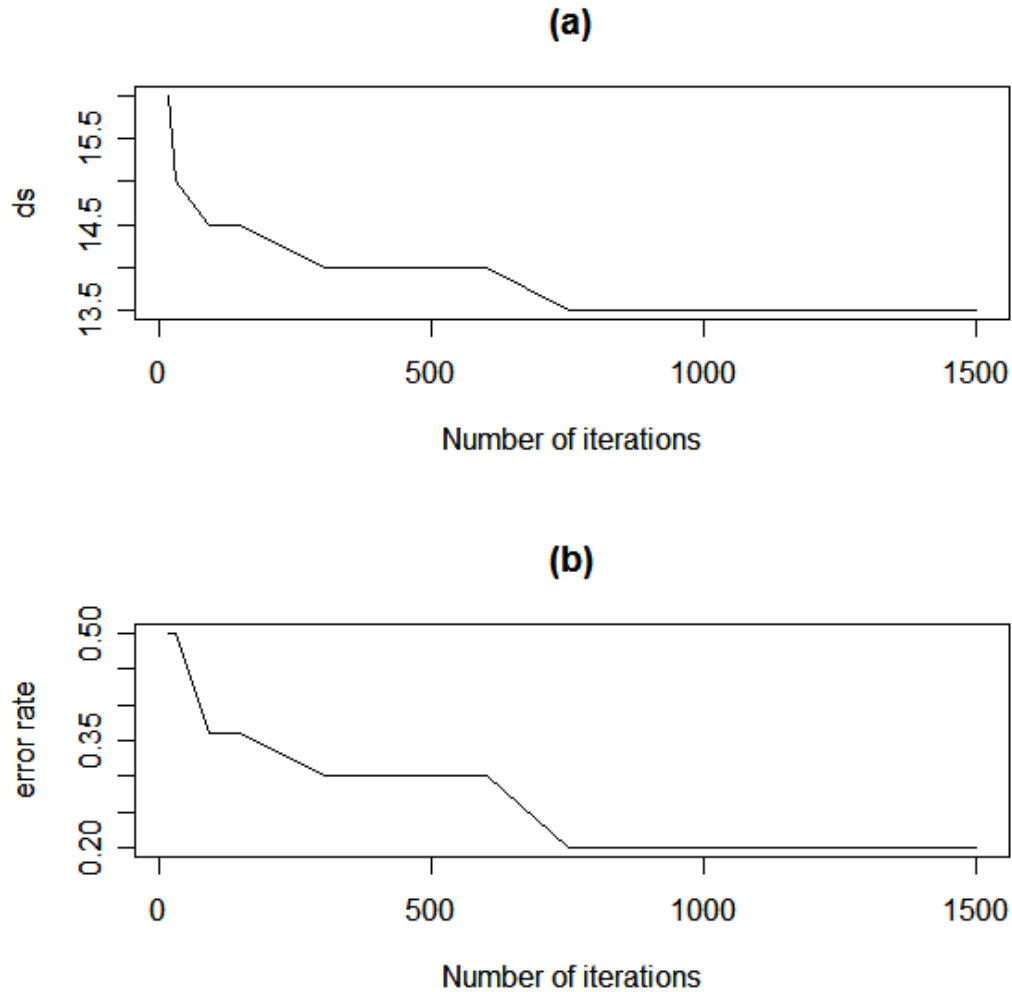 (a)
15.5
14.5
13.5
ds
0 500 1000 1500
Number of iterations
(b)
0.50
0.35
0.20
error rate
0 500 1000 1500
Number of iterations